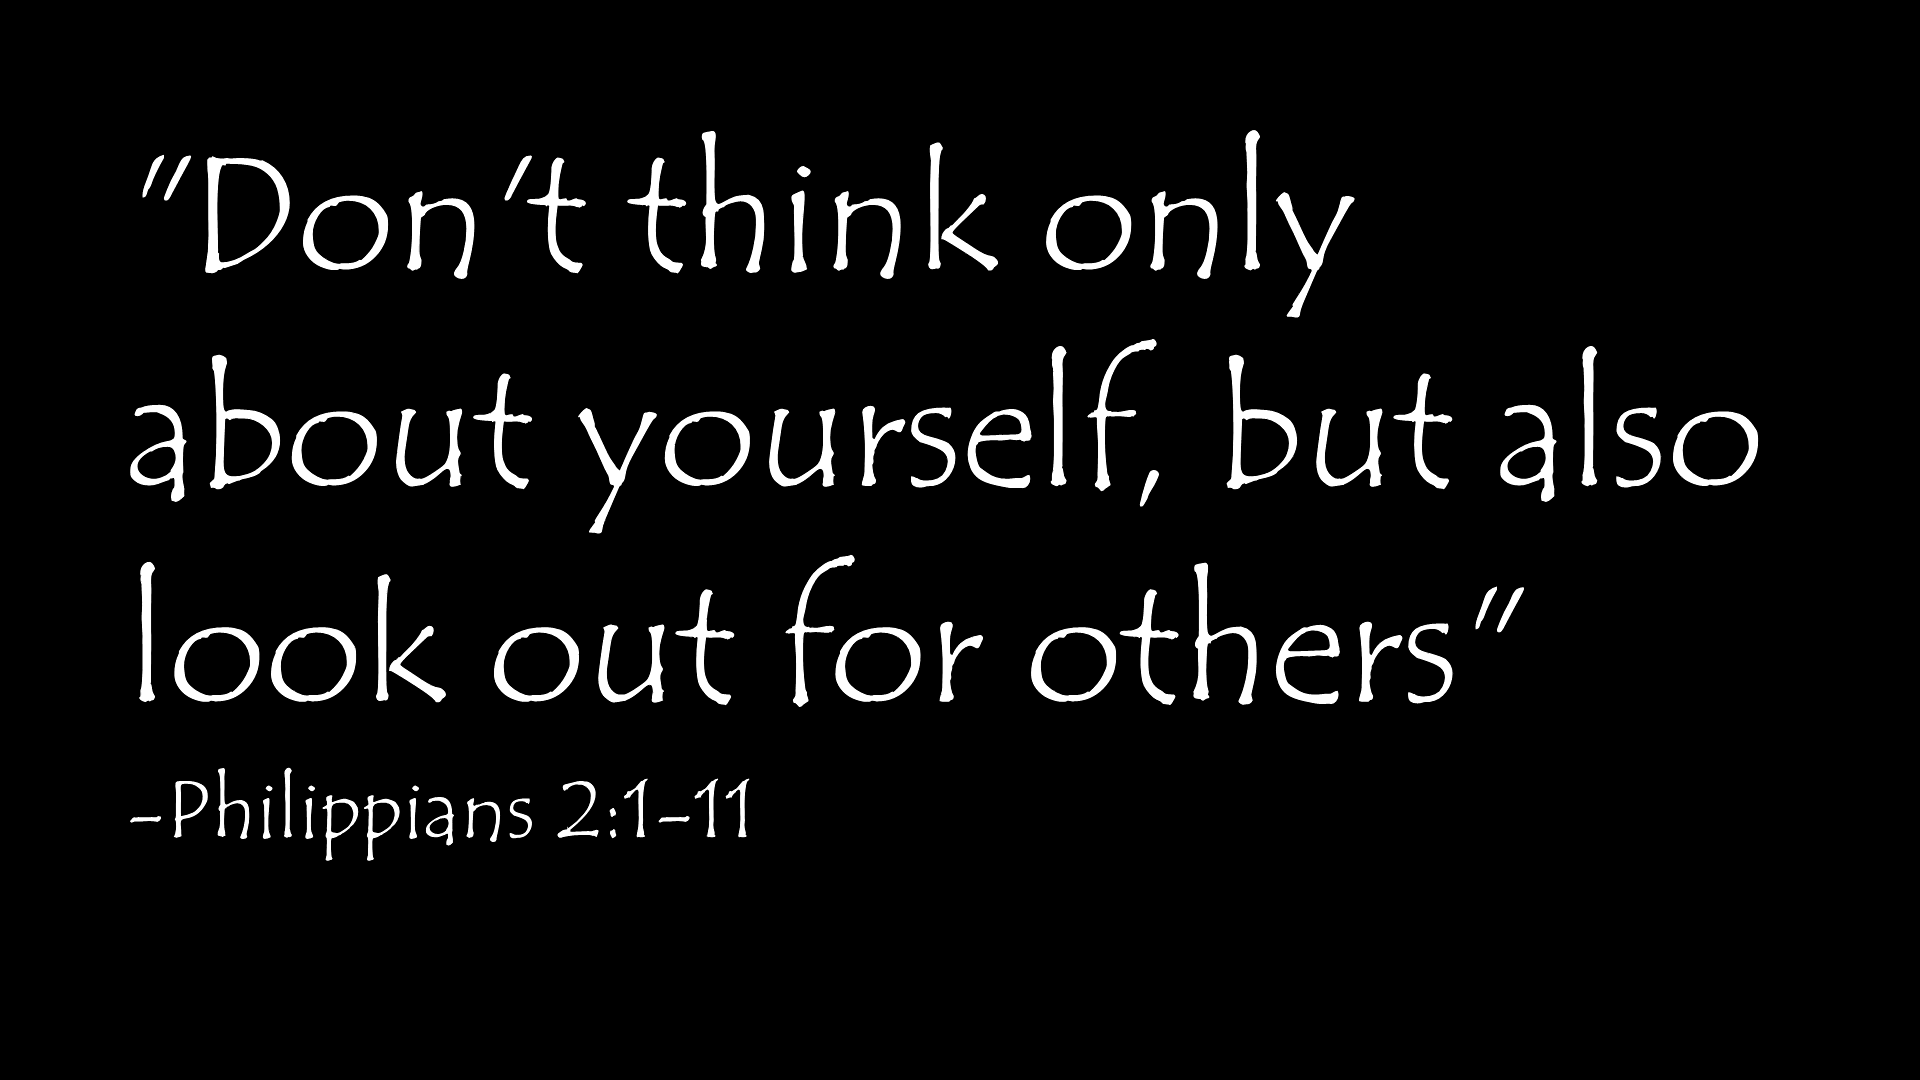 "Don't think only
about yourself, but also
look out for others"
-Philippians 2:1-11